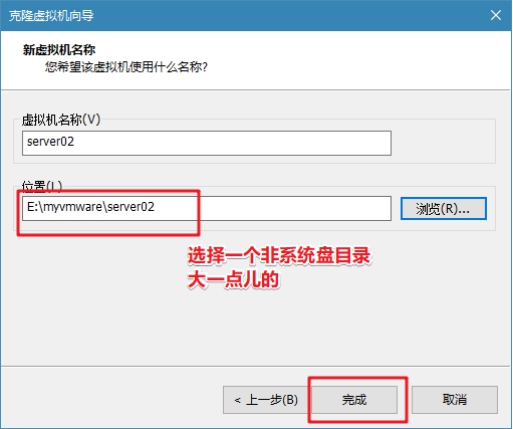 克隆虚拟机向导
新虚拟机名称
您希望该虚拟机使用什么名称?
虚拟机名称(V)
server02
位置(L)
E:\myvmware\server02
浏览(R)...
选择一个非系统盘目录
大一点儿的
< 上一步(B)
完成
取消